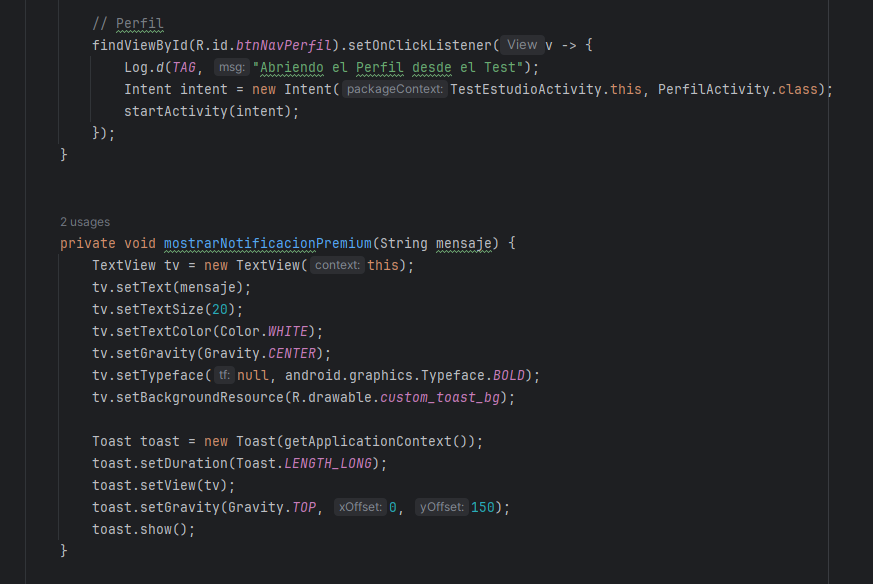 // Perfil
findViewById(R.id.btnNavPerfil).setOnClickListener( View v -> {
Log.d(TAG, msg: "Abriendo el Perfil desde el Test");
Intent intent = new Intent( packageContext: TestEstudioActivity.this, PerfilActivity.class);
startActivity(intent);
});
}
2 usages
private void mostrarNotificacionPremium(String mensaje) {
TextView tv = new TextView( context: this);
tv.setText(mensaje);
tv.setTextSize(20);
tv.setTextColor(Color.WHITE);
tv.setGravity(Gravity.CENTER);
tv.setTypeface( tf: null, android.graphics.Typeface.BOLD);
tv.setBackgroundResource(R.drawable.custom_toast_bg);
Toast toast = new Toast(getApplicationContext());
toast.setDuration(Toast.LENGTH_LONG);
toast.setView(tv);
toast.setGravity(Gravity.TOP, xOffset: 0, yOffset: 150);
toast.show();
}